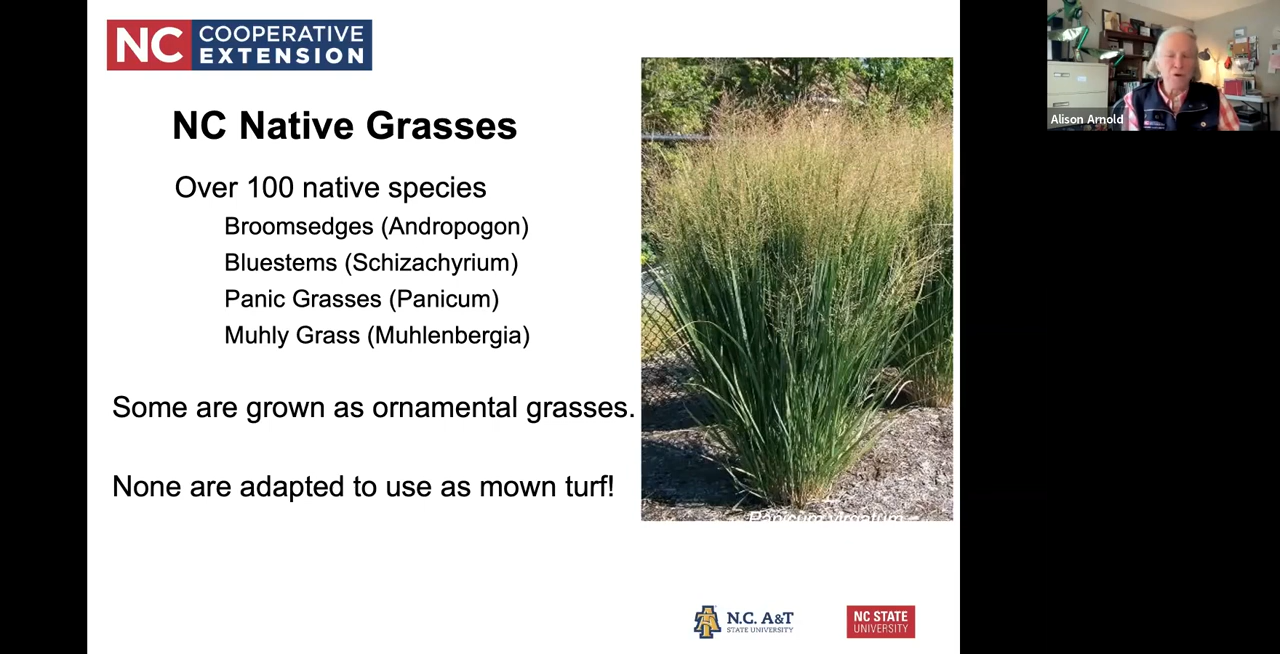 NC COOPERATIVE
EXTENSION
NC Native Grasses
Over 100 native species
Broomsedges (Andropogon)
Bluestems (Schizachyrium)
Panic Grasses (Panicum)
Muhly Grass (Muhlenbergia)
Some are grown as ornamental grasses.
None are adapted to use as mown turf!
Panicum virgatum
N.C. A&T
STATE UNIVERSITY
NC STATE
UNIVERSITY
Alison Arnold